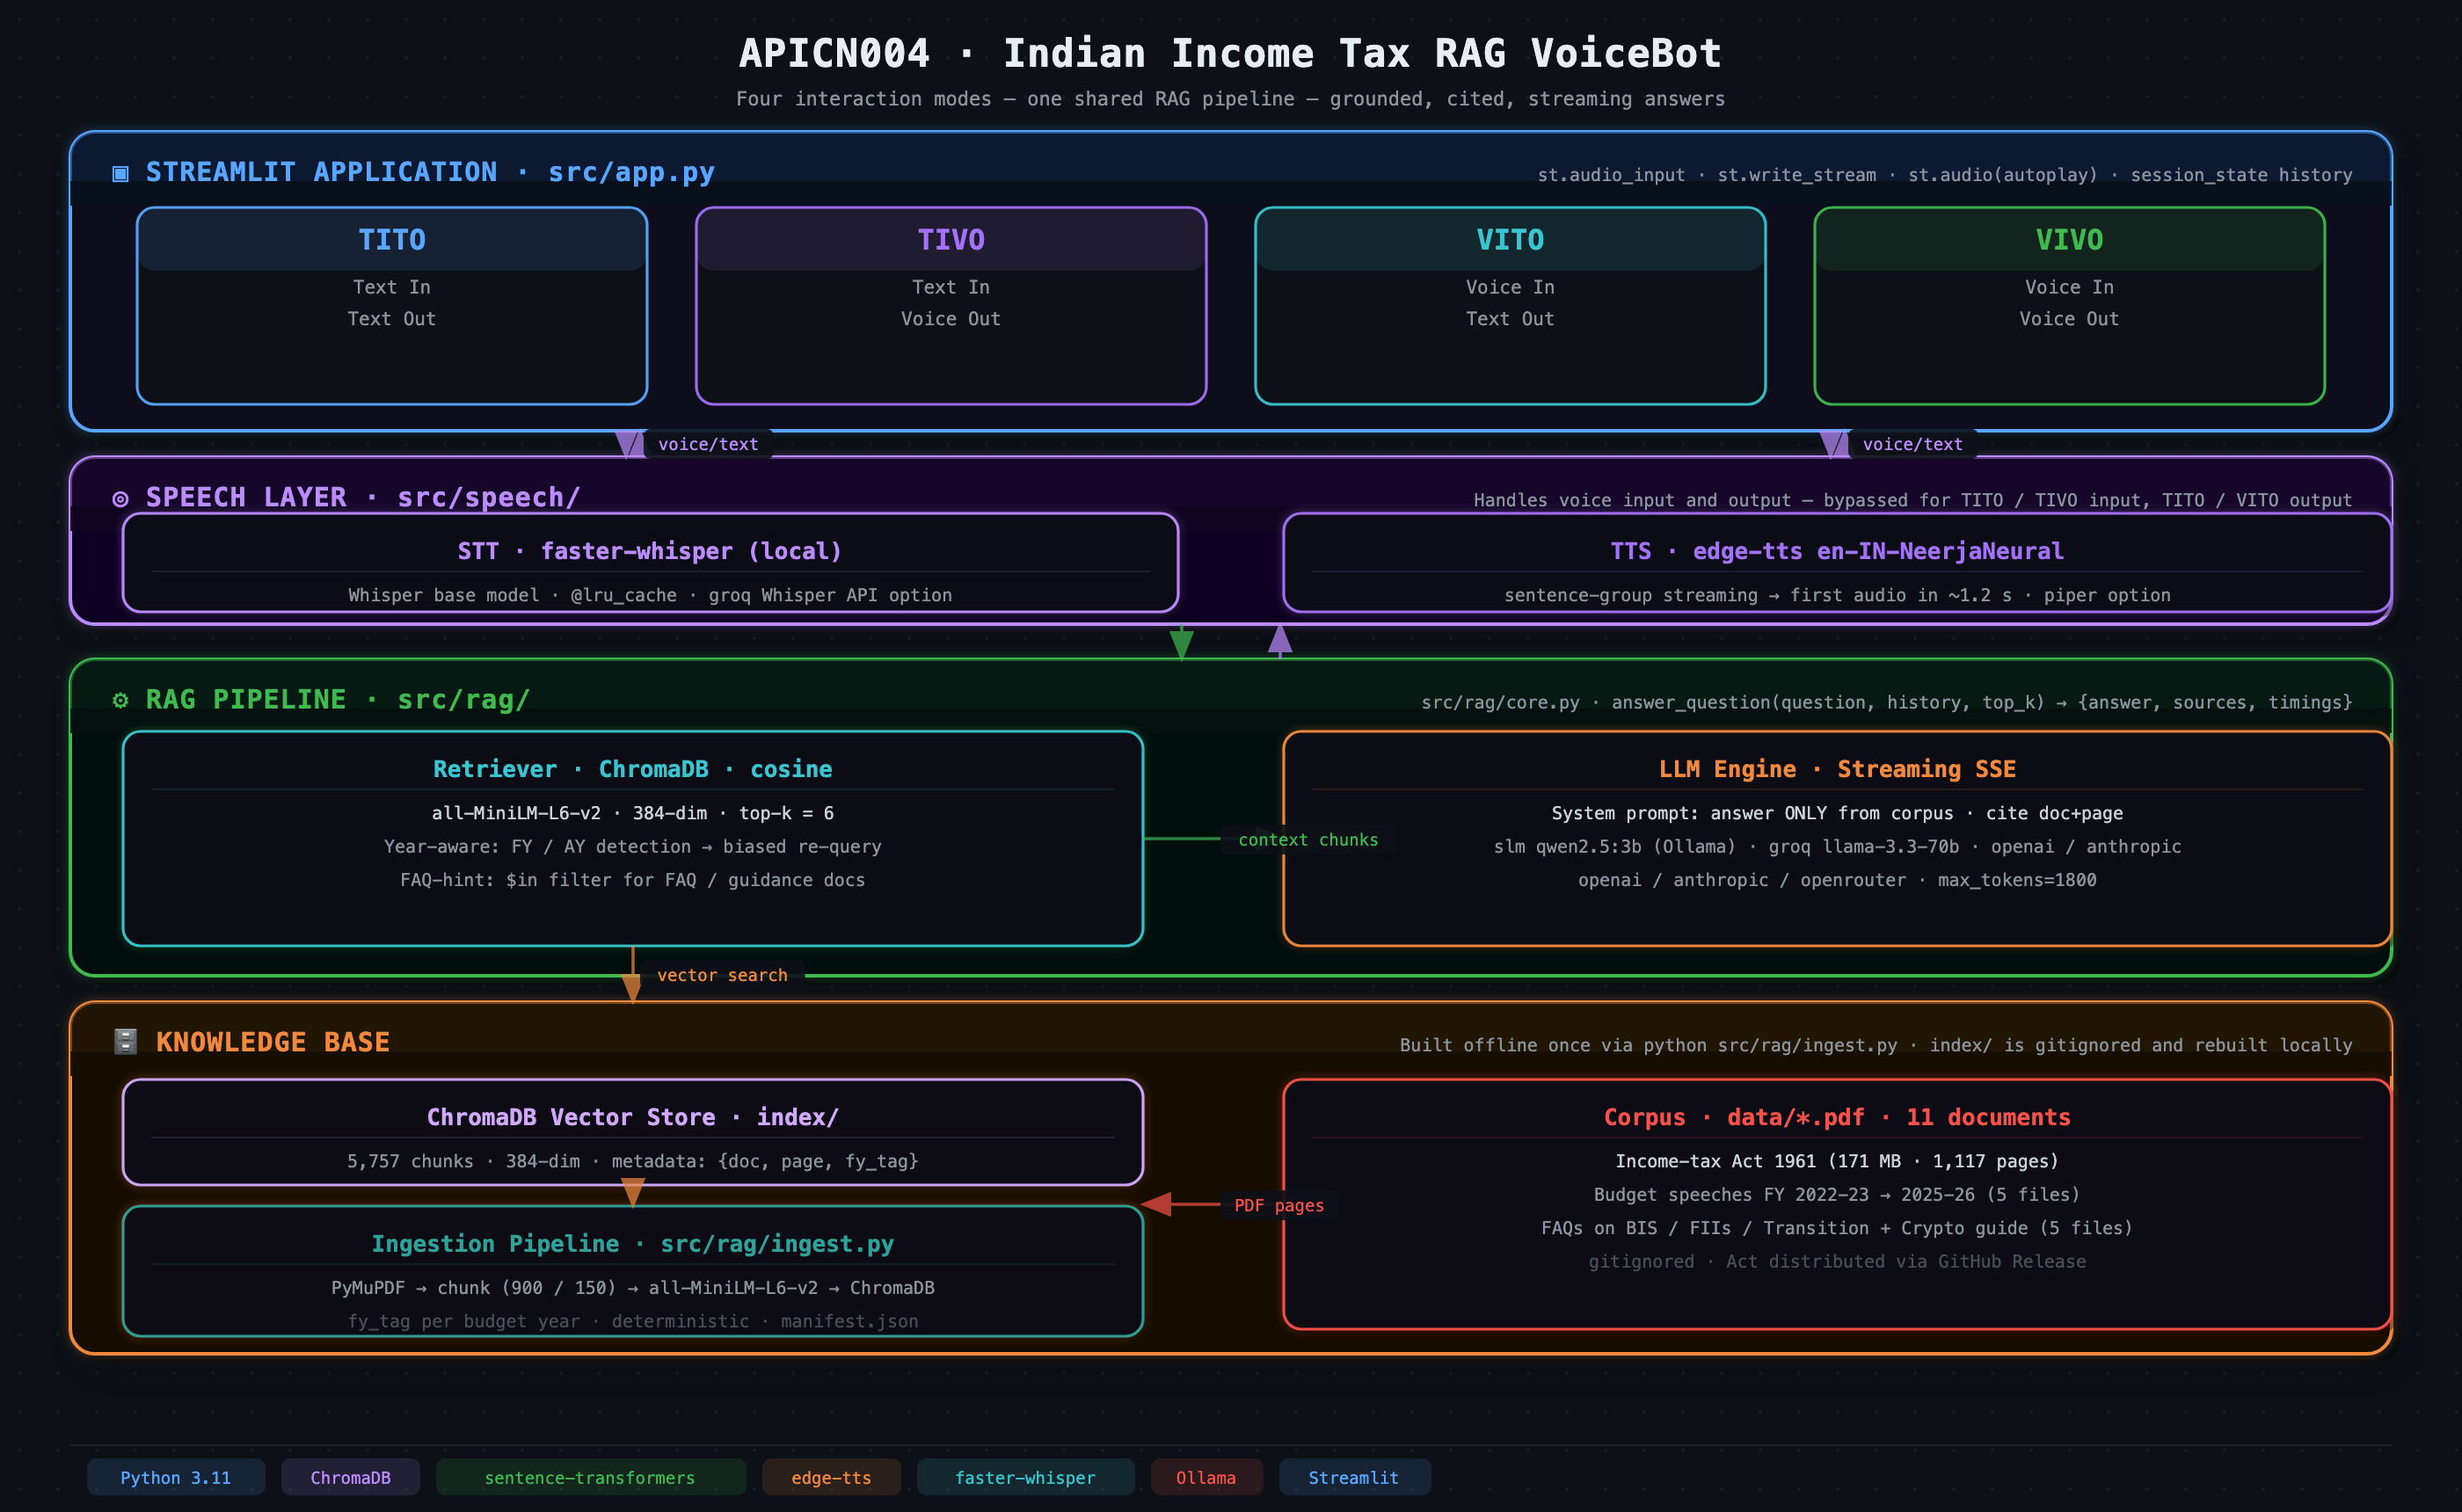 APICN004 · Indian Income Tax RAG VoiceBot
Four interaction modes — one shared RAG pipeline — grounded, cited, streaming answers
▣ STREAMLIT APPLICATION · src/app.py
st.audio_input · st.write_stream · st.audio(autoplay) · session_state history
TITO
Text In
Text Out
TIVO
Text In
Voice Out
VITO
Voice In
Text Out
VIVO
Voice In
Voice Out
voice/text
voice/text
◎ SPEECH LAYER · src/speech/
Handles voice input and output — bypassed for TITO / TIVO input, TITO / VITO output
STT · faster-whisper (local)
Whisper base model · @lru_cache · groq Whisper API option
TTS · edge-tts en-IN-NeerjaNeural
sentence-group streaming → first audio in ~1.2 s · piper option
⚙ RAG PIPELINE · src/rag/
src/rag/core.py · answer_question(question, history, top_k) → {answer, sources, timings}
Retriever · ChromaDB · cosine
all-MiniLM-L6-v2 · 384-dim · top-k = 6
Year-aware: FY / AY detection → biased re-query
FAQ-hint: $in filter for FAQ / guidance docs
context chunks
LLM Engine · Streaming SSE
System prompt: answer ONLY from corpus · cite doc+page
slm qwen2.5:3b (Ollama) · groq llama-3.3-70b · openai / anthropic
openai / anthropic / openrouter · max_tokens=1800
vector search
🗄 KNOWLEDGE BASE
Built offline once via python src/rag/ingest.py · index/ is gitignored and rebuilt locally
ChromaDB Vector Store · index/
5,757 chunks · 384-dim · metadata: {doc, page, fy_tag}
Ingestion Pipeline · src/rag/ingest.py
PyMuPDF → chunk (900 / 150) → all-MiniLM-L6-v2 → ChromaDB
fy_tag per budget year · deterministic · manifest.json
PDF pages
Corpus · data/*.pdf · 11 documents
Income-tax Act 1961 (171 MB · 1,117 pages)
Budget speeches FY 2022-23 → 2025-26 (5 files)
FAQs on BIS / FIIs / Transition + Crypto guide (5 files)
gitignored · Act distributed via GitHub Release
Python 3.11
ChromaDB
sentence-transformers
edge-tts
faster-whisper
Ollama
Streamlit